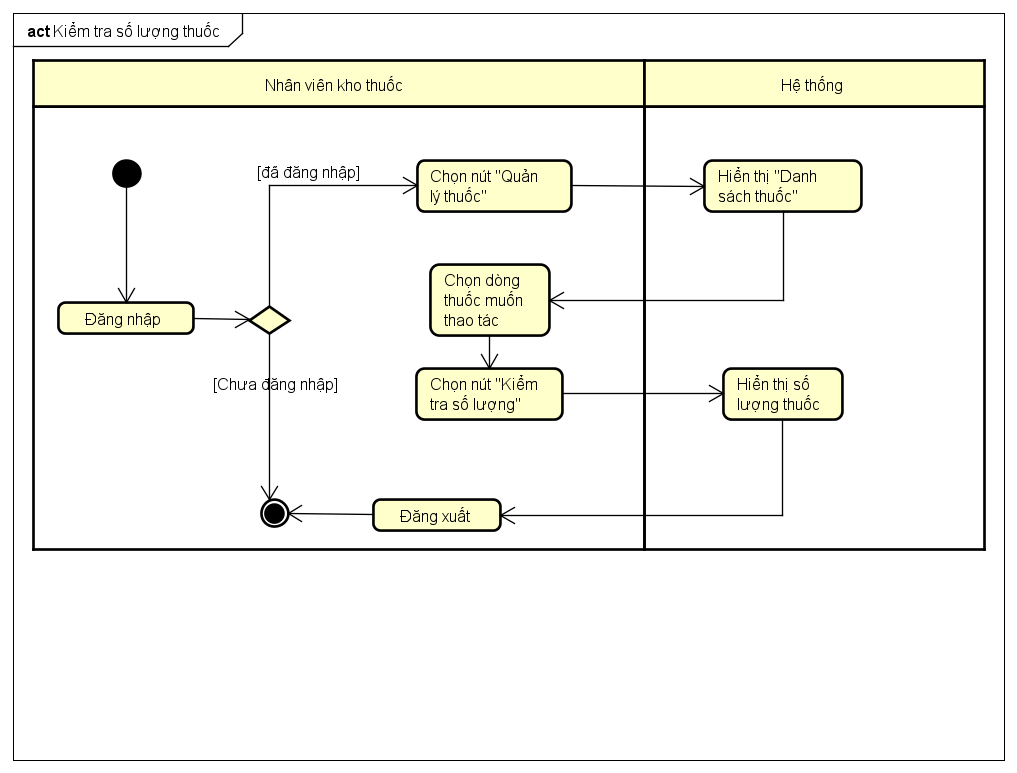 act Kiểm tra số lượng thuốc
Nhân viên kho thuốc
Hệ thống
[đã đăng nhập]
Chọn nút "Quản
lý thuốc"
Hiển thị "Danh
sách thuốc"
Chọn dòng
thuốc muốn
thao tác
Đăng nhập
[Chưa đăng nhập]
Chọn nút "Kiểm
tra số lượng"
Hiển thị số
lượng thuốc
Đăng xuất